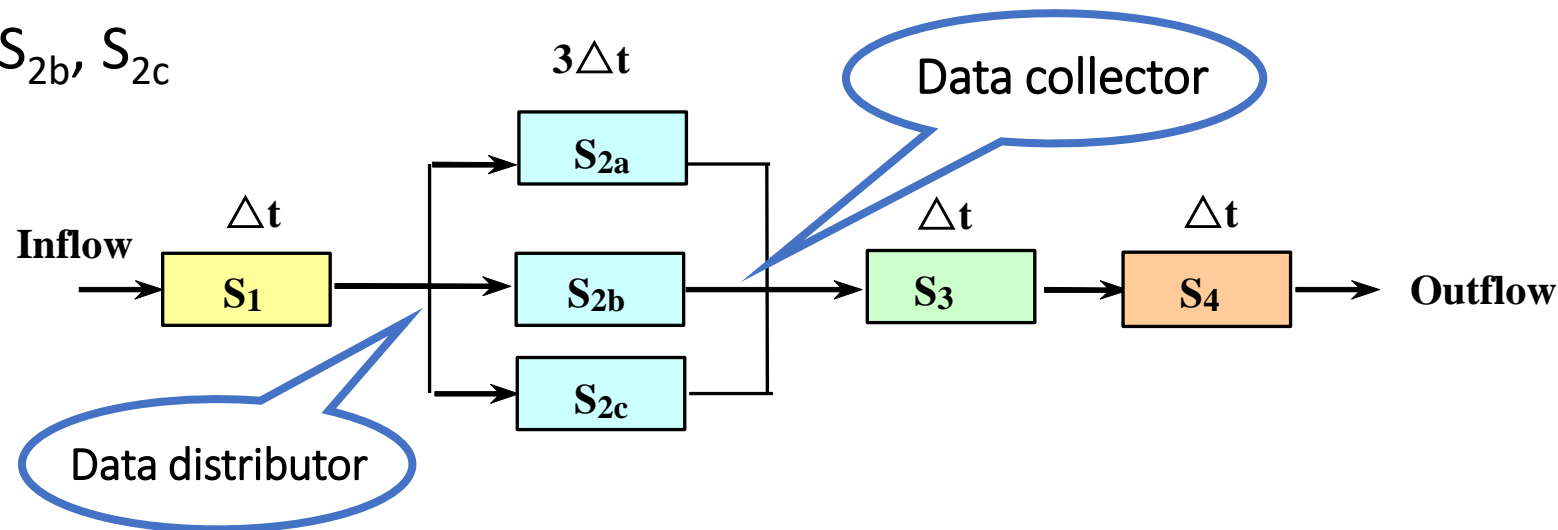 S2b, S2c
3△t
Data collector
S2a
△t
△t
△t
Inflow
S1
S2b
S3
S4
Outflow
S2c
Data distributor